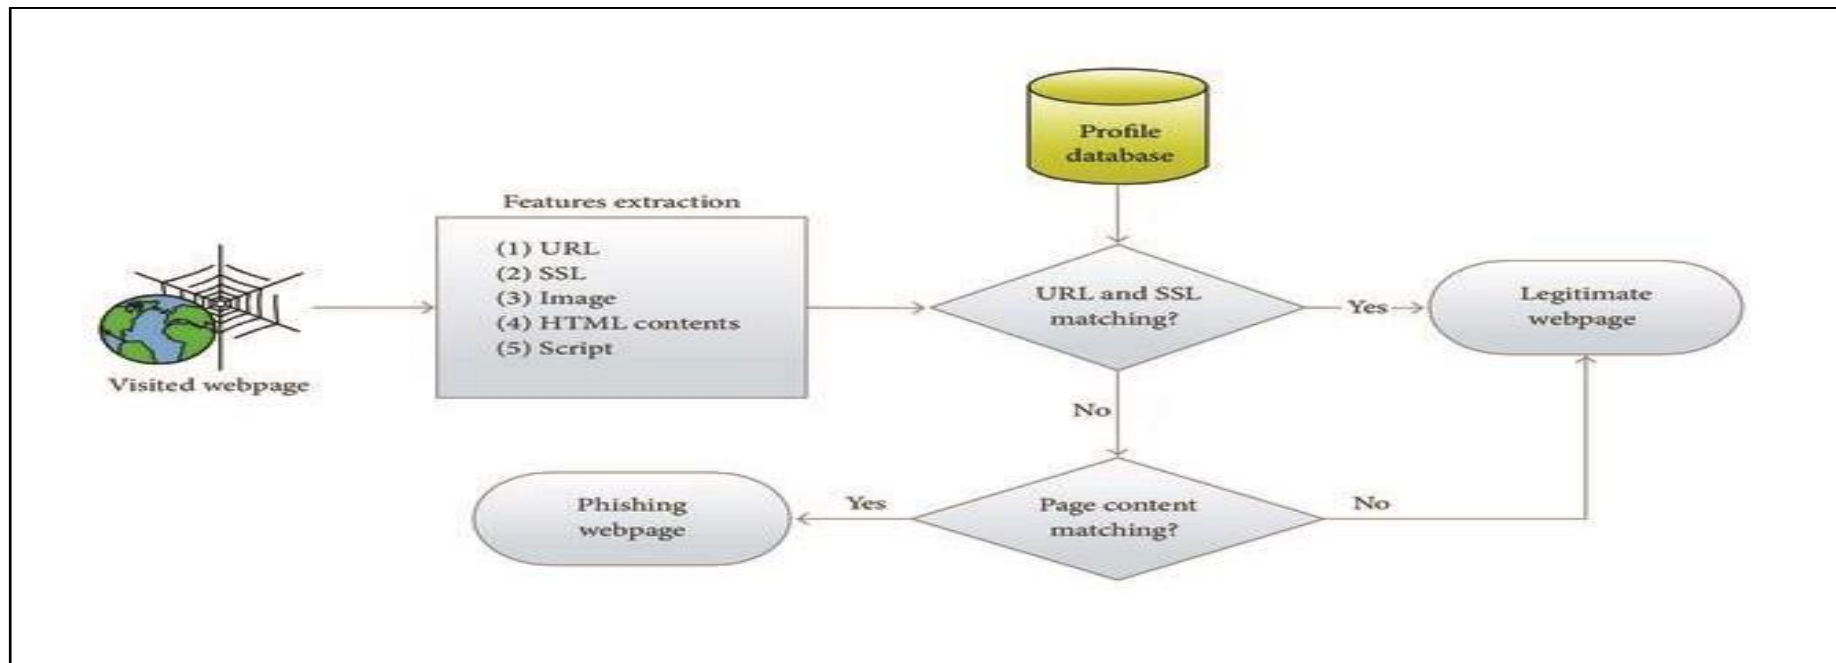 Profile
database
Features extraction
(1) URL
(2) SSL
(3) Image
(4) HTML contents
(5) Script
Visited webpage
URL and SSL
matching?
Yes
Legitimate
webpage
No
Page content
matching?
Yes
Phishing
webpage
No